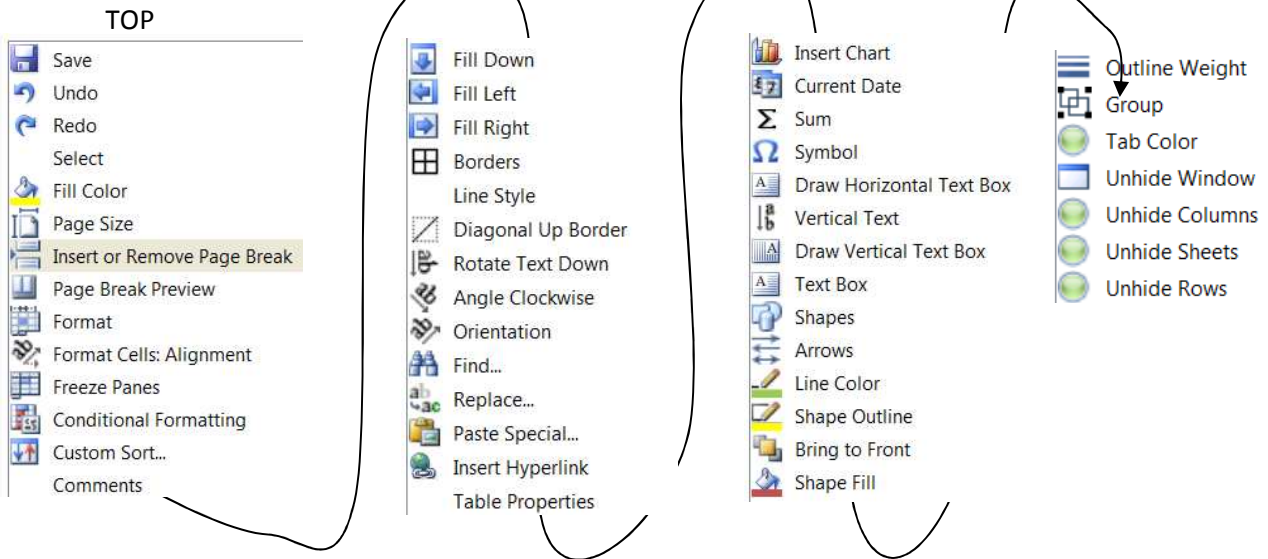 TOP
Save
Undo
Redo
Select
Fill Color
Page Size
Insert or Remove Page Break
Page Break Preview
Format
Format Cells: Alignment
Freeze Panes
Conditional Formatting
Custom Sort...
Comments
Fill Down
Fill Left
Fill Right
Borders
Line Style
Diagonal Up Border
Rotate Text Down
Angle Clockwise
Orientation
Find...
Replace...
Paste Special...
Insert Hyperlink
Table Properties
Insert Chart
Current Date
Sum
Symbol
Draw Horizontal Text Box
Vertical Text
Draw Vertical Text Box
Text Box
Shapes
Arrows
Line Color
Shape Outline
Bring to Front
Shape Fill
Outline Weight
Group
Tab Color
Unhide Window
Unhide Columns
Unhide Sheets
Unhide Rows